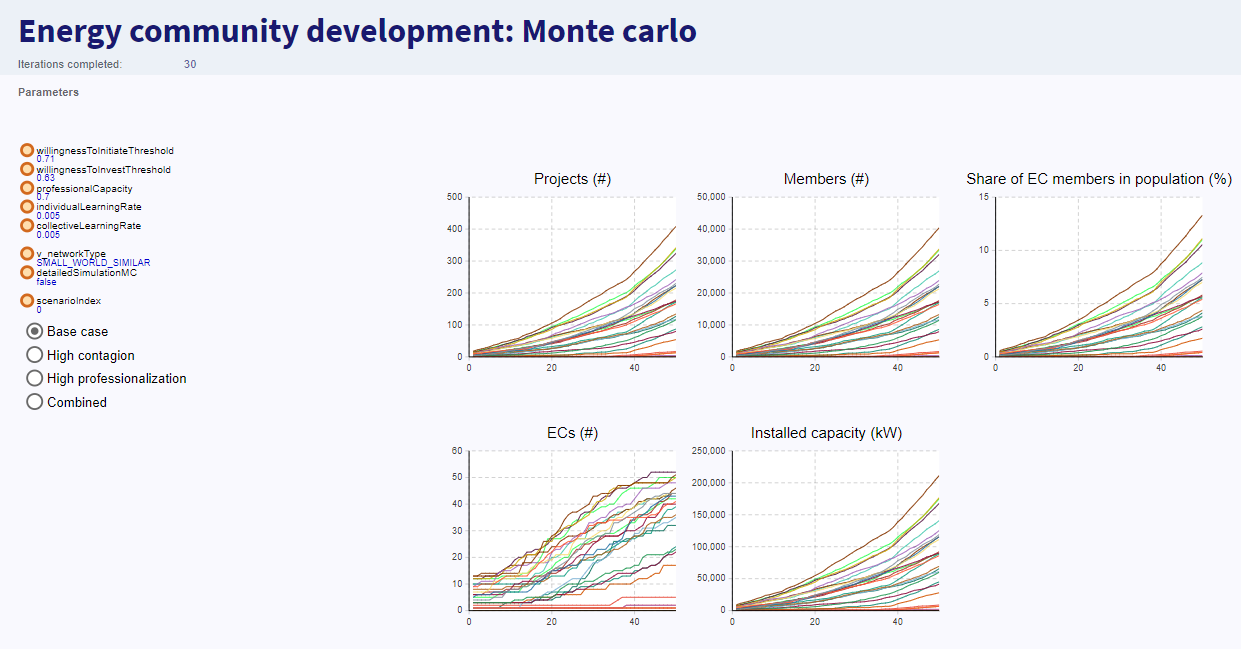 Energy community development: Monte carlo
Iterations completed: 30
Parameters
willingnessToInitiateThreshold
0.71
willingnessToInvestThreshold
0.63
professionalCapacity
0.7
individualLearningRate
0.005
collectiveLearningRate
0.005
v_networkType
SMALL_WORLD_SIMILAR
detailedSimulationMC
false
scenarioIndex
0
Base case
High contagion
High professionalization
Combined
Projects (#)
500
400
300
200
100
0
0 20 40
Members (#)
50,000
40,000
30,000
20,000
10,000
0
0 20 40
Share of EC members in population (%)
15
10
5
0
0 20 40
ECs (#)
60
50
40
30
20
10
0
0 20 40
Installed capacity (kW)
250,000
200,000
150,000
100,000
50,000
0
0 20 40